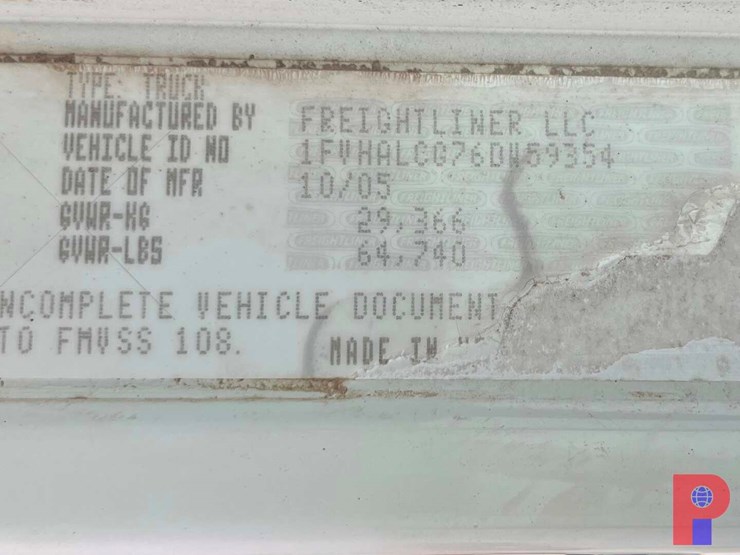 TYPE: TRUCK
MANUFACTURED BY FREIGHTLINER LLC
VEHICLE ID NO 1FVHALCG76DW59354
DATE OF MFR 10/05
GVWR-KG 29,366
GVWR-LBS 64,740
NCOMPLETE VEHICLE DOCUMENT
TO FMVSS 108. MADE IN